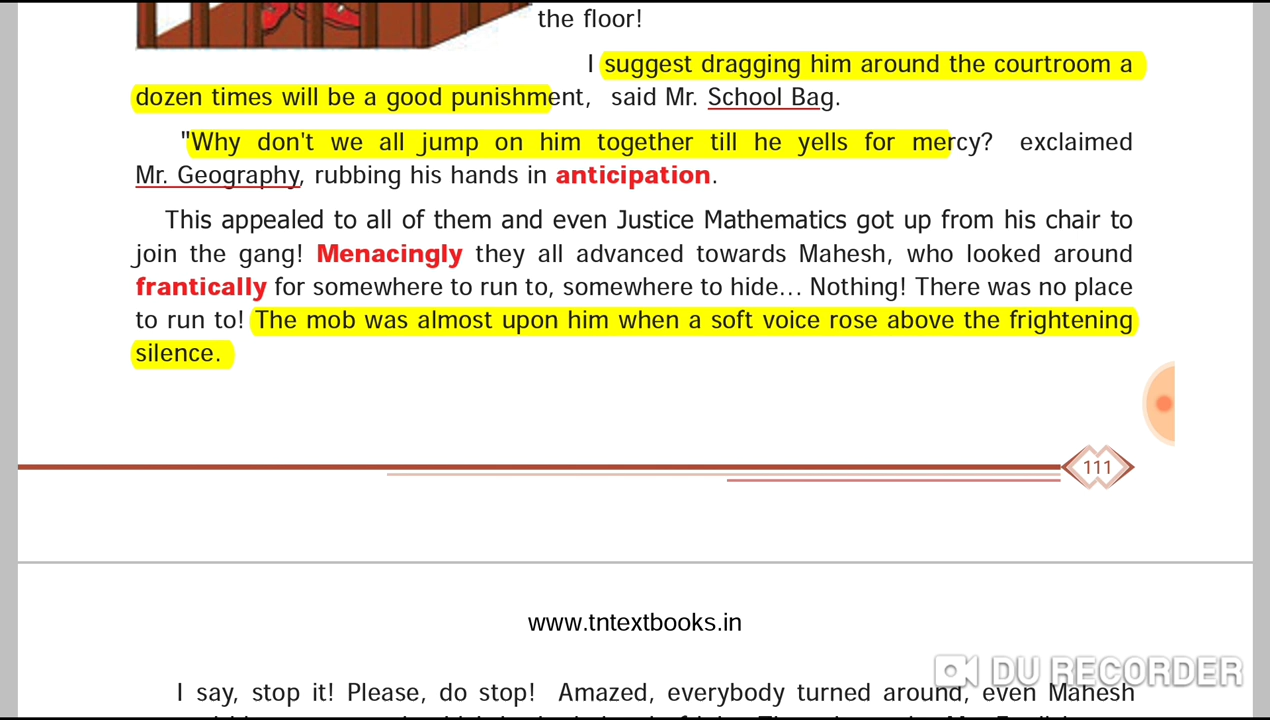 the floor!
I suggest dragging him around the courtroom a
dozen times will be a good punishment, said Mr. School Bag.
"Why don't we all jump on him together till he yells for mercy? exclaimed
Mr. Geography, rubbing his hands in anticipation.
This appealed to all of them and even Justice Mathematics got up from his chair to
join the gang! Menacingly they all advanced towards Mahesh, who looked around
frantically for somewhere to run to, somewhere to hide... Nothing! There was no place
to run to! The mob was almost upon him when a soft voice rose above the frightening
silence.
111
www.tntextbooks.in
DU RECORDER
I say, stop it! Please, do stop! Amazed, everybody turned around, even Mahesh